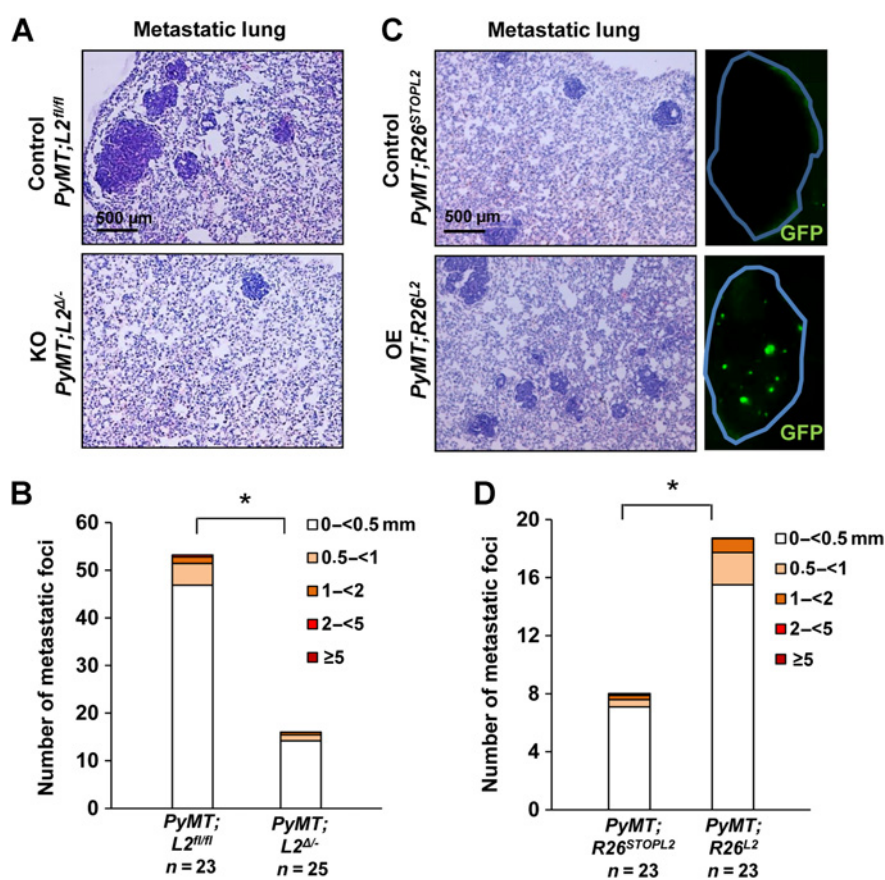 A
Metastatic lung
Control
PyMT;L2fl/fl
500 µm
KO
PyMT;L2Δ/-
C
Metastatic lung
Control
PyMT;R26STOPL2
500 µm
GFP
OE
PyMT;R26L2
GFP
B
Number of metastatic foci
60
50
40
30
20
10
0
*
0–<0.5 mm
0.5–<1
1–<2
2–<5
≥5
PyMT;
L2fl/fl
n = 23
PyMT;
L2Δ/-
n = 25
D
Number of metastatic foci
20
16
12
8
4
0
*
0–<0.5 mm
0.5–<1
1–<2
2–<5
≥5
PyMT;
R26STOPL2
n = 23
PyMT;
R26L2
n = 23